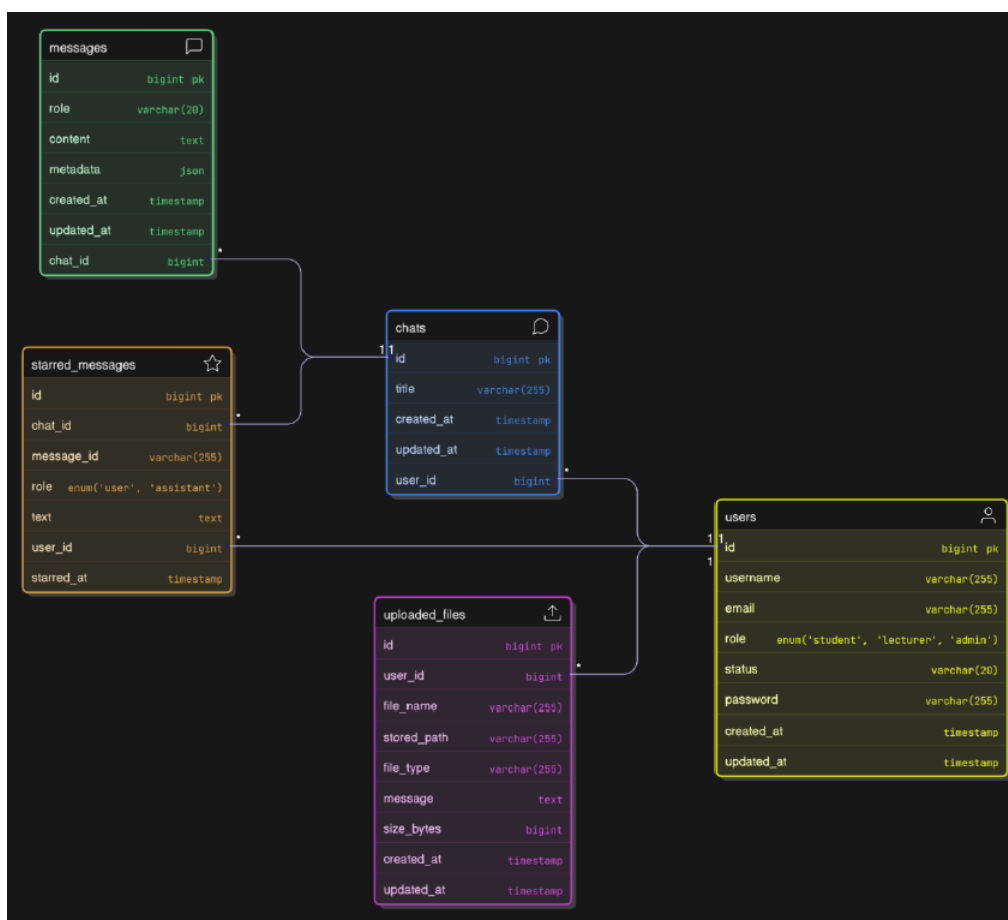 messages
id bigint pk
role varchar(20)
content text
metadata json
created_at timestamp
updated_at timestamp
chat_id bigint
*
starred_messages
id bigint pk
chat_id bigint
*
message_id varchar(255)
role enum('user', 'assistant')
text text
user_id bigint
*
starred_at timestamp
chats
1 1
id bigint pk
title varchar(255)
created_at timestamp
updated_at timestamp
user_id bigint
*
uploaded_files
id bigint pk
user_id bigint
*
file_name varchar(255)
stored_path varchar(255)
file_type varchar(255)
message text
size_bytes bigint
created_at timestamp
updated_at timestamp
users
1 1
1
id bigint pk
username varchar(255)
email varchar(255)
role enum('student', 'lecturer', 'admin')
status varchar(20)
password varchar(255)
created_at timestamp
updated_at timestamp